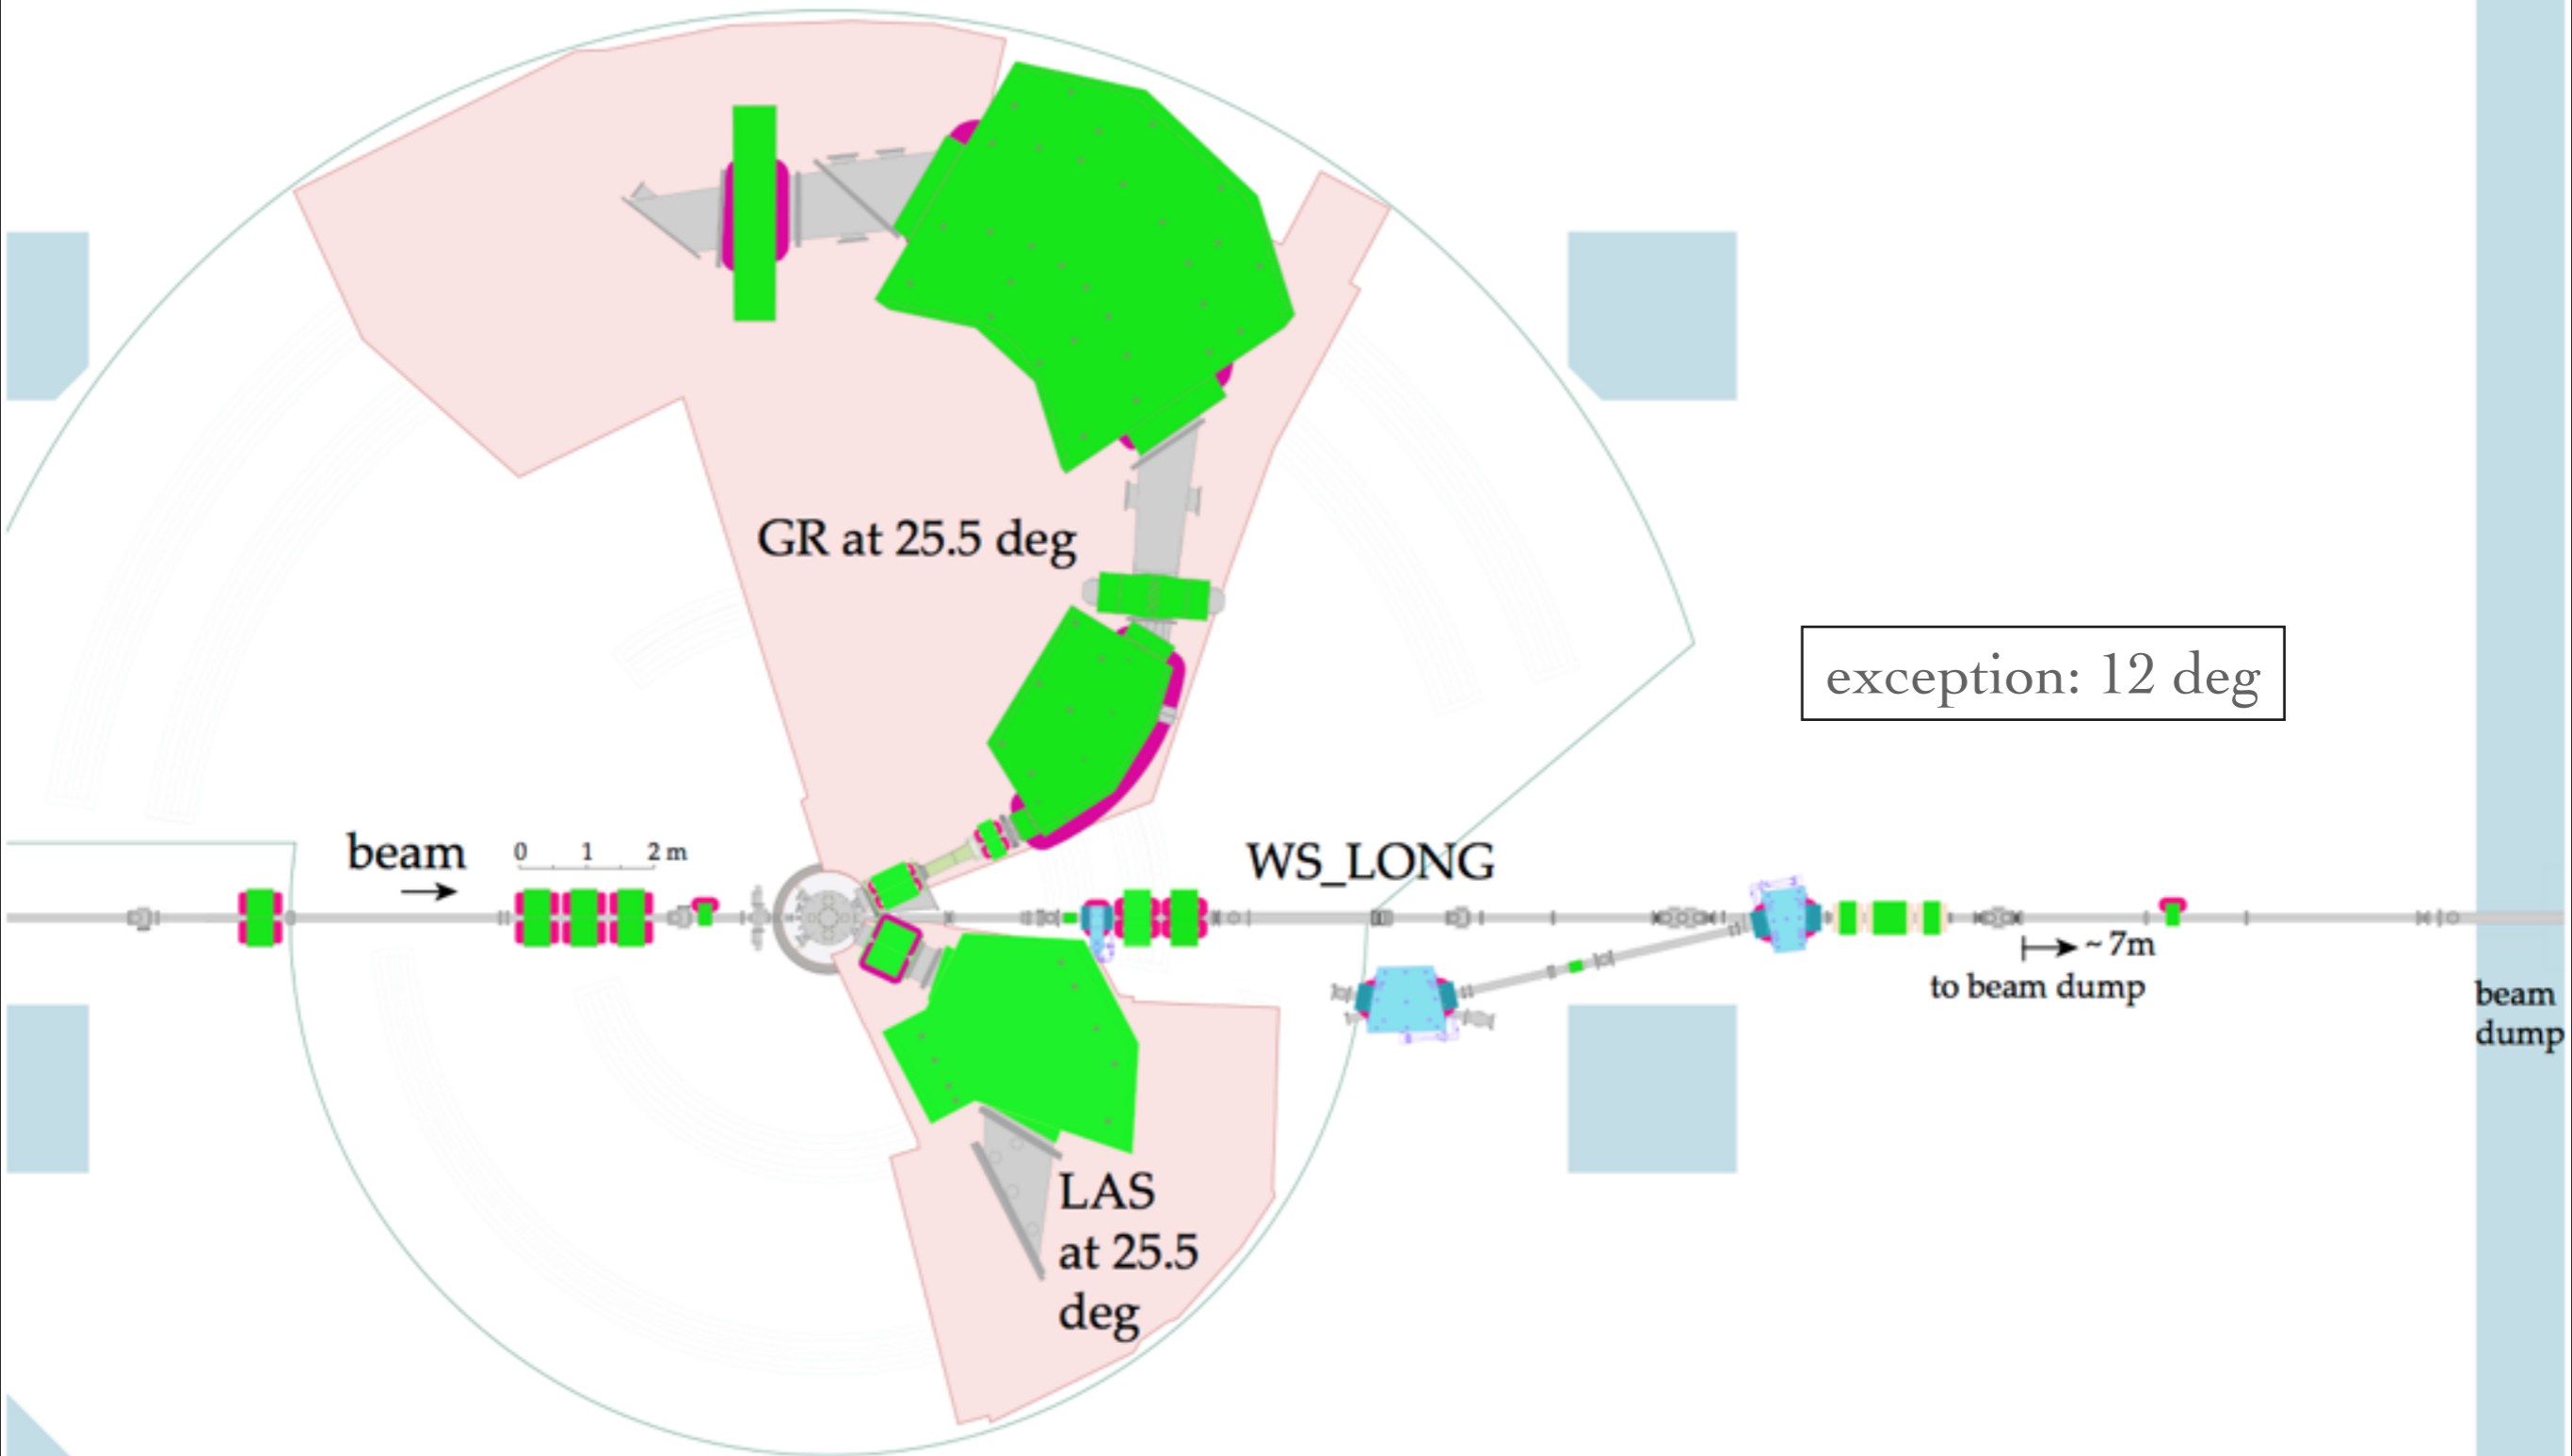 GR at 25.5 deg
exception: 12 deg
beam
0 1 2 m
WS_LONG
~ 7m
to beam dump
beam
dump
LAS
at 25.5
deg